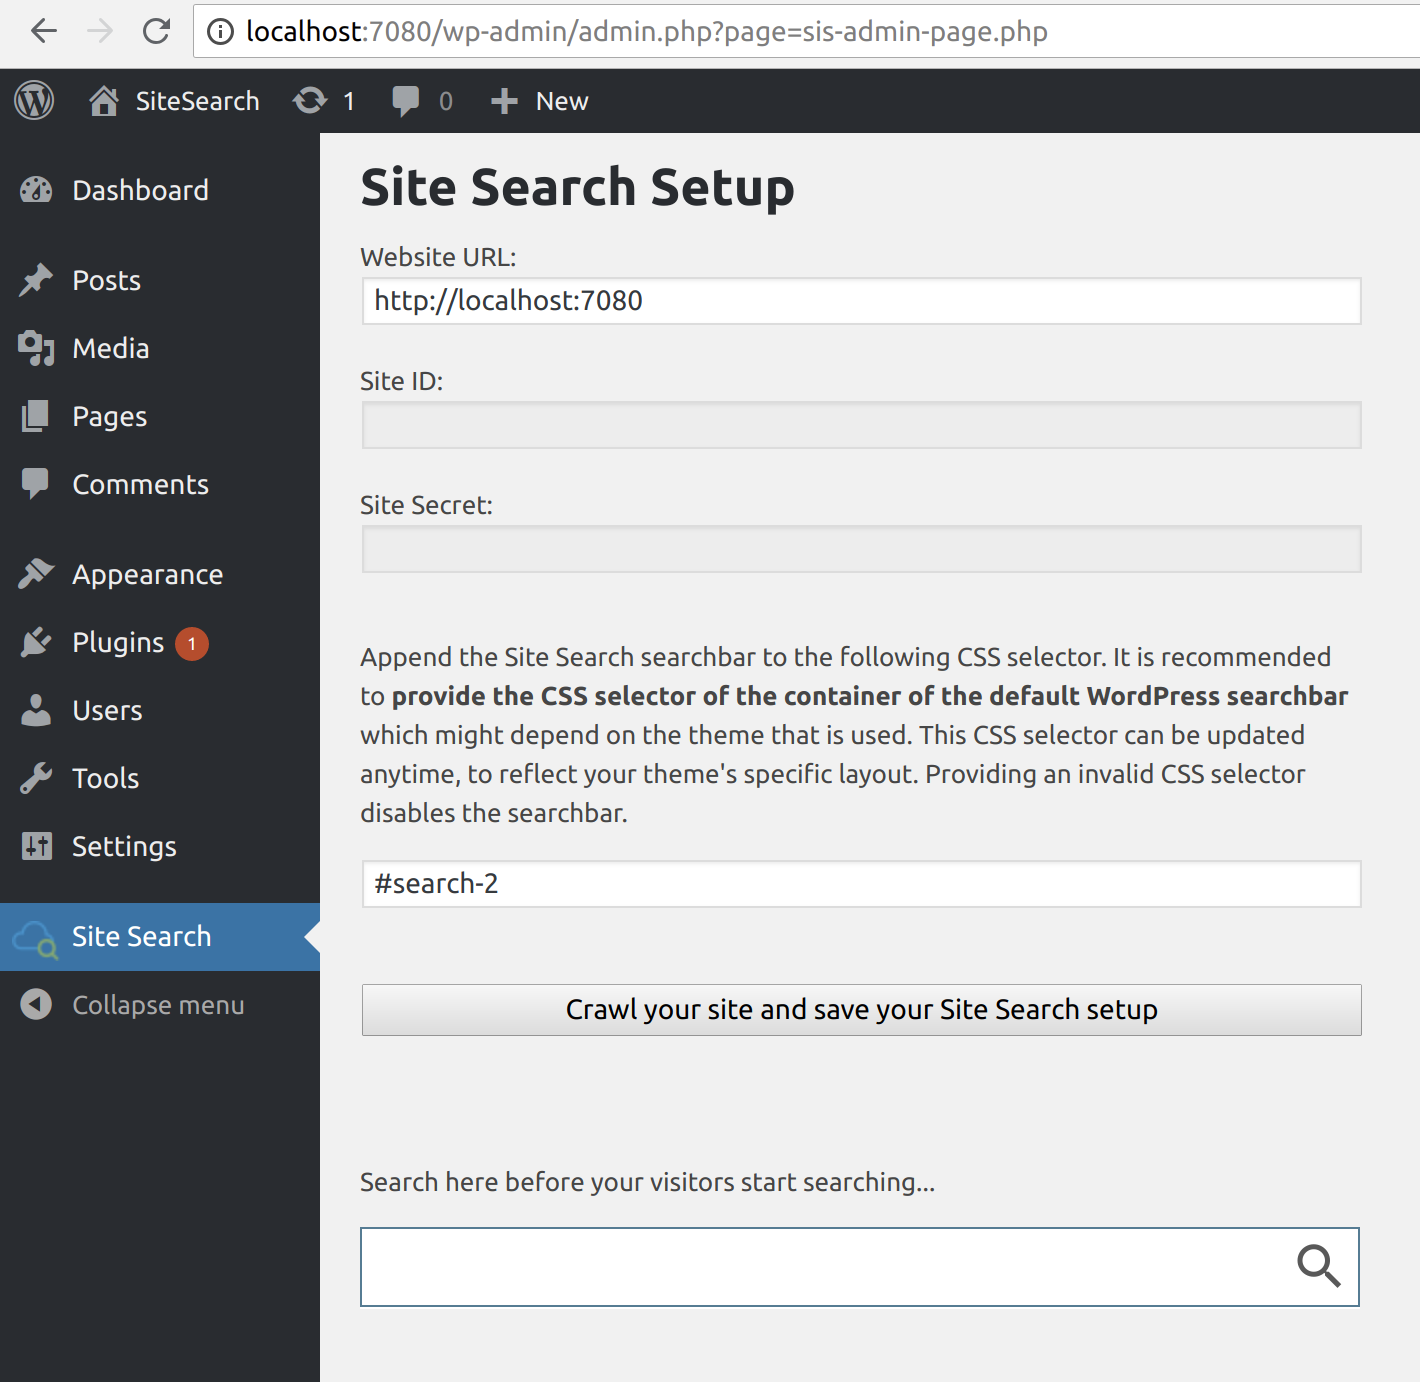 localhost:7080/wp-admin/admin.php?page=sis-admin-page.php
SiteSearch 1 0 New
Dashboard
Posts
Media
Pages
Comments
Appearance
Plugins 1
Users
Tools
Settings
Site Search
Collapse menu
Site Search Setup
Website URL:
http://localhost:7080
Site ID:
Site Secret:
Append the Site Search searchbar to the following CSS selector. It is recommended
to provide the CSS selector of the container of the default WordPress searchbar
which might depend on the theme that is used. This CSS selector can be updated
anytime, to reflect your theme's specific layout. Providing an invalid CSS selector
disables the searchbar.
#search-2
Crawl your site and save your Site Search setup
Search here before your visitors start searching...